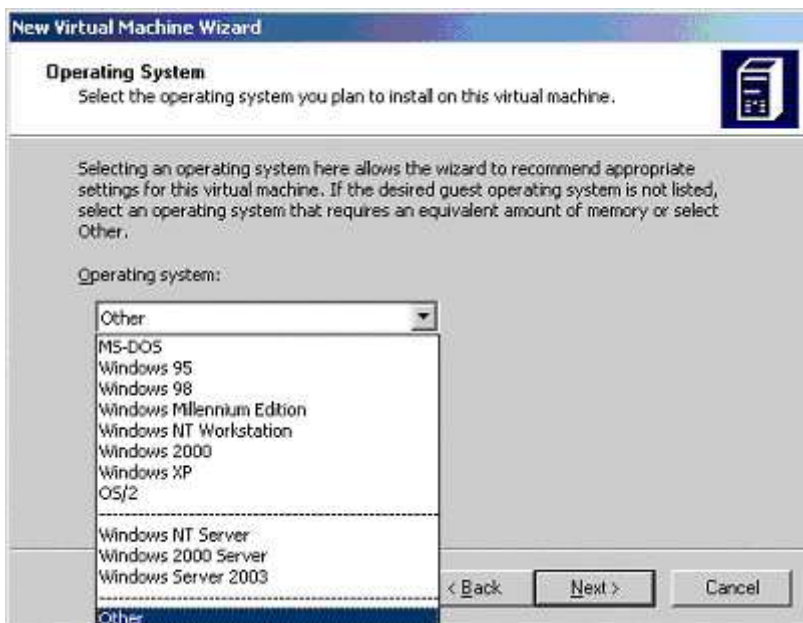 New Virtual Machine Wizard
Operating System
Select the operating system you plan to install on this virtual machine.
Selecting an operating system here allows the wizard to recommend appropriate
settings for this virtual machine. If the desired guest operating system is not listed,
select an operating system that requires an equivalent amount of memory or select
Other.
Operating system:
Other
MS-DOS
Windows 95
Windows 98
Windows Millennium Edition
Windows NT Workstation
Windows 2000
Windows XP
OS/2
Windows NT Server
Windows 2000 Server
Windows Server 2003
Other
< Back
Next >
Cancel